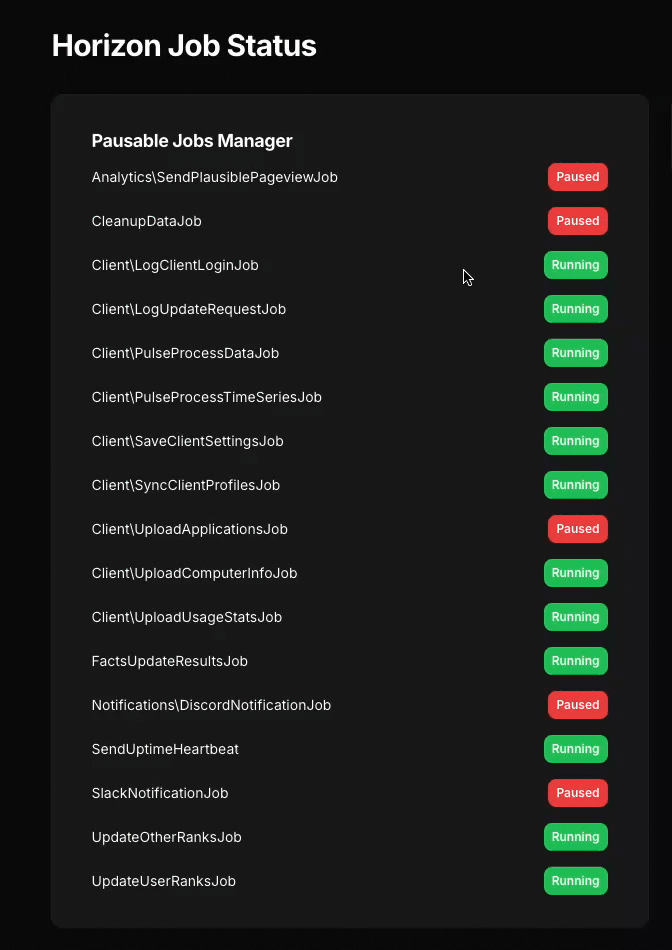 Horizon Job Status
Pausable Jobs Manager
Analytics\SendPlausiblePageviewJob Paused
CleanupDataJob Paused
Client\LogClientLoginJob Running
Client\LogUpdateRequestJob Running
Client\PulseProcessDataJob Running
Client\PulseProcessTimeSeriesJob Running
Client\SaveClientSettingsJob Running
Client\SyncClientProfilesJob Running
Client\UploadApplicationsJob Paused
Client\UploadComputerInfoJob Running
Client\UploadUsageStatsJob Running
FactsUpdateResultsJob Running
Notifications\DiscordNotificationJob Paused
SendUptimeHeartbeat Running
SlackNotificationJob Paused
UpdateOtherRanksJob Running
UpdateUserRanksJob Running